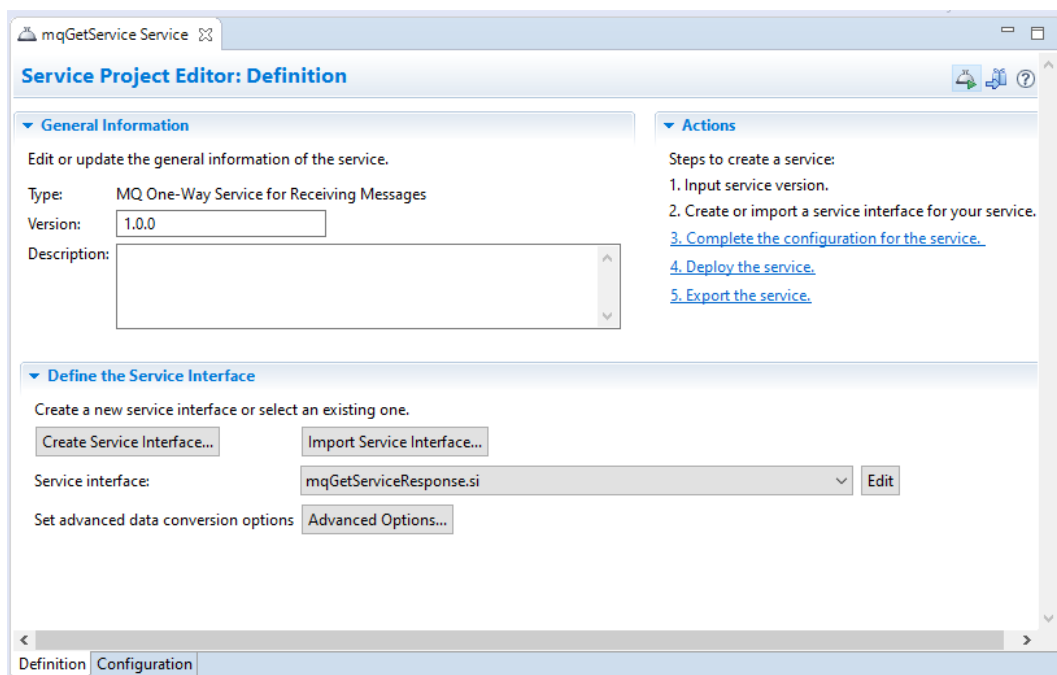 mqGetService Service
Service Project Editor: Definition
General Information
Edit or update the general information of the service.
Type: MQ One-Way Service for Receiving Messages
Version: 1.0.0
Description:
Actions
Steps to create a service:
1. Input service version.
2. Create or import a service interface for your service.
3. Complete the configuration for the service.
4. Deploy the service.
5. Export the service.
Define the Service Interface
Create a new service interface or select an existing one.
Create Service Interface... Import Service Interface...
Service interface: mqGetServiceResponse.si Edit
Set advanced data conversion options Advanced Options...
Definition Configuration